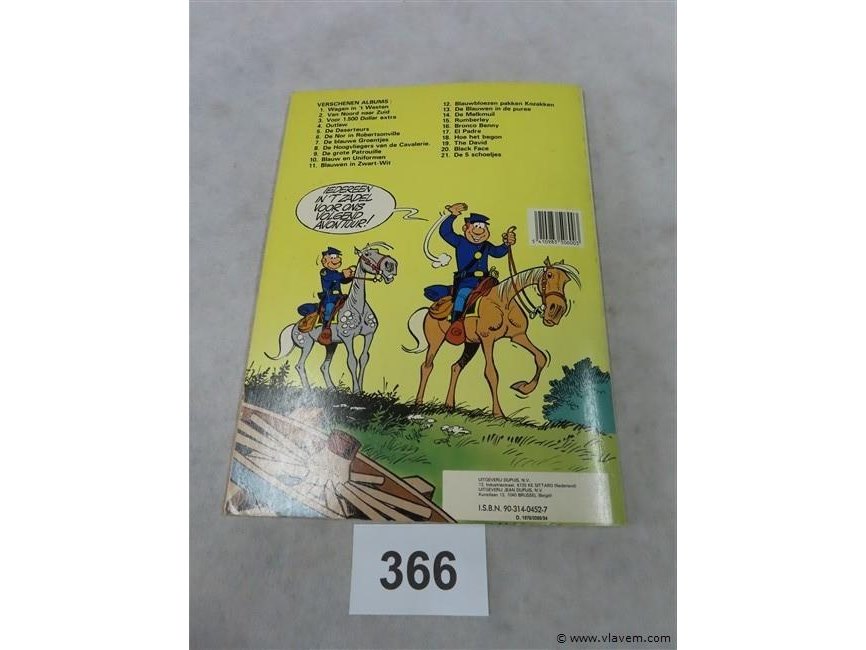 VERSCHENEN ALBUMS:
1. Wagen in 't Westen
2. Van Noord naar Zuid
3. Voor 1.500 Dollar extra
4. Outlaw
5. De Deserteurs
6. De Nor in Robertsonville
7. De blauwe Groentjes
8. De Hoogvliegers van de Cavalerie.
9. De grote Patrouille
10. Blauw en Uniformen
11. Blauwen in Zwart-Wit
12. Blauwbloezen pakken Kozakken
13. De Blauwen in de puree
14. De Melkmuil
15. Rumberley
16. Bronco Benny
17. El Padre
18. Hoe het begon
19. The David
20. Black Face
21. De 5 schoeljes
IEDEREEN
IN 'T ZADEL
VOOR ONS
VOLGEND
AVONTUUR!
UITGEVERIJ DUPUIS, N.V.
UITGEVERIJ JEAN DUPUIS, N.V.
I.S.B.N. 90-314-0452-7
366
© www.vlavem.com